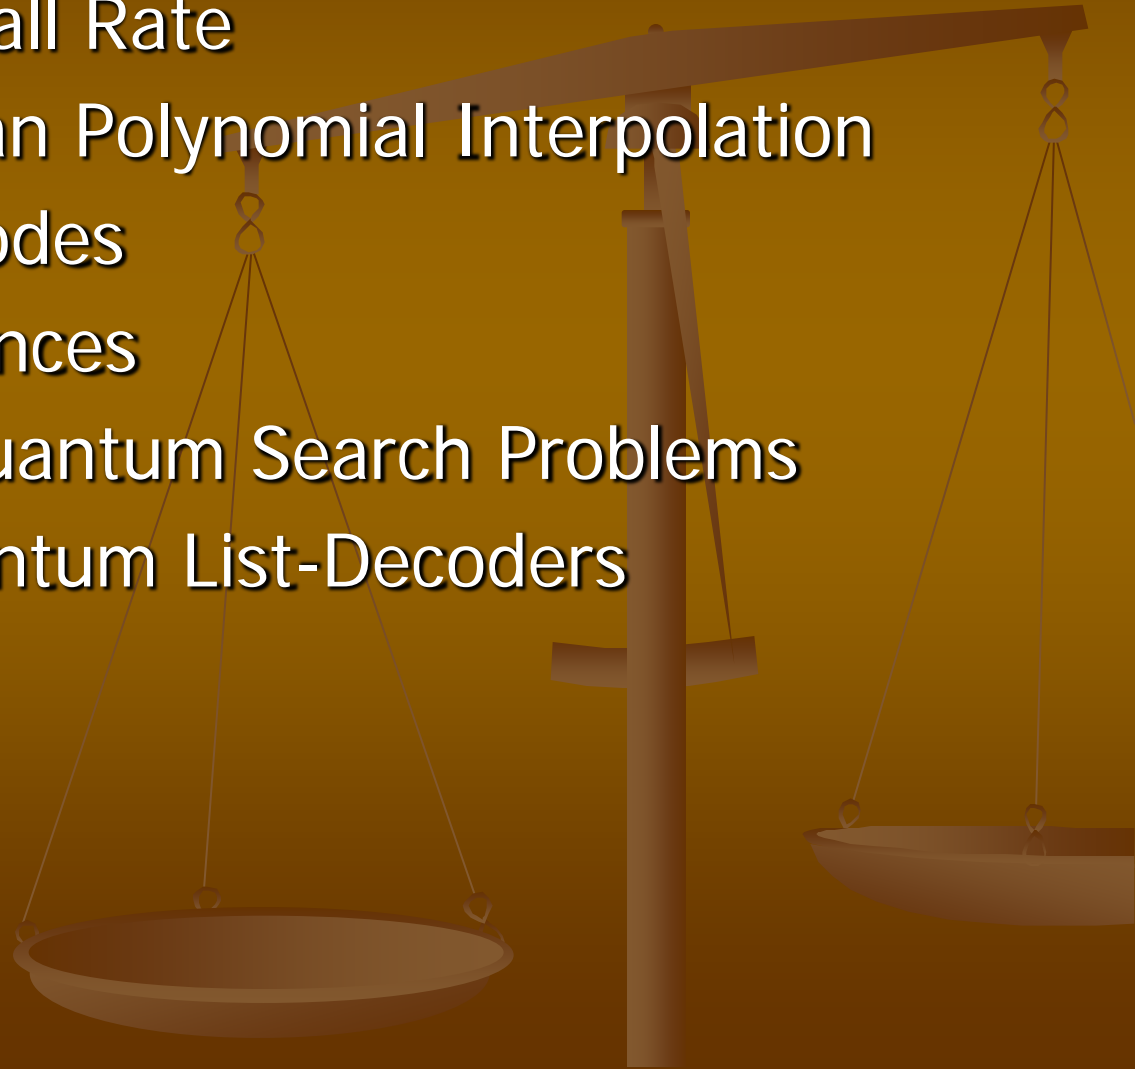 all Rate
an Polynomial Interpolation
odes
nces
uantum Search Problems
ntum List-Decoders